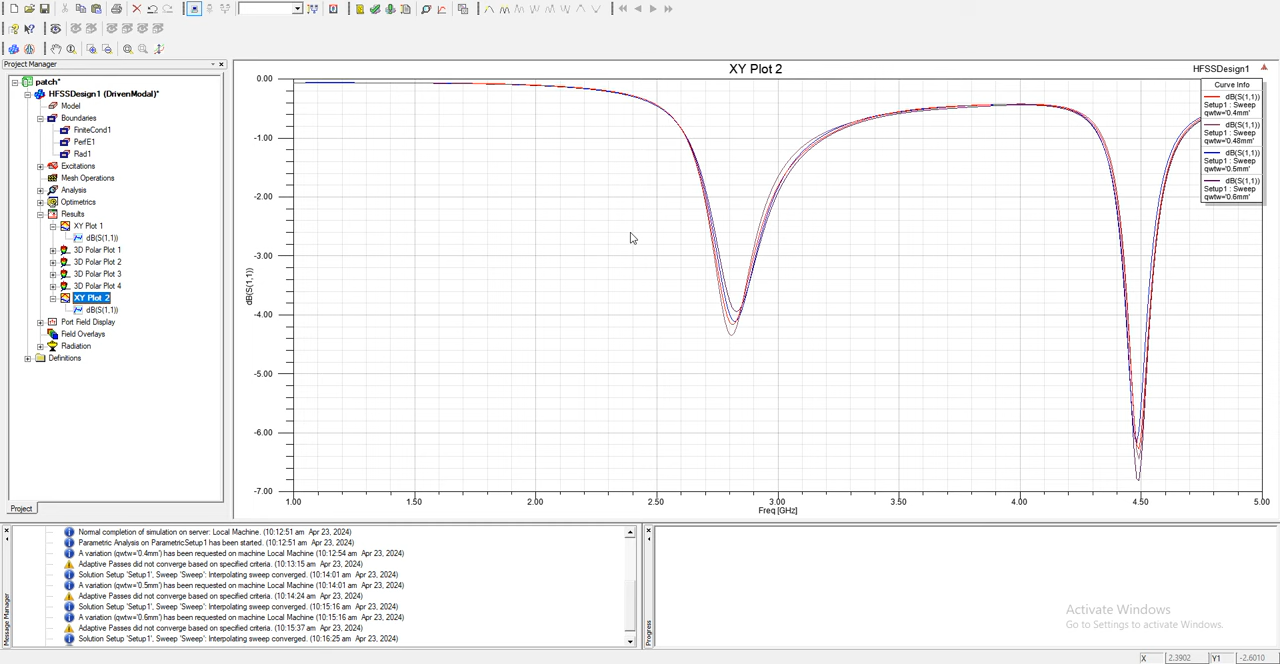 Project Manager
patch*
HFSSDesign1 (DrivenModal)*
Model
Boundaries
FiniteCond1
PerfE1
Rad1
Excitations
Mesh Operations
Analysis
Optimetrics
Results
XY Plot 1
dB(S(1,1))
3D Polar Plot 1
3D Polar Plot 2
3D Polar Plot 3
3D Polar Plot 4
XY Plot 2
dB(S(1,1))
Port Field Display
Field Overlays
Radiation
Definitions
Project
XY Plot 2
HFSSDesign1
Curve Info
dB(S(1,1))
Setup1 : Sweep
qwtw='0.4mm'
dB(S(1,1))
Setup1 : Sweep
qwtw='0.48mm'
dB(S(1,1))
Setup1 : Sweep
qwtw='0.5mm'
dB(S(1,1))
Setup1 : Sweep
qwtw='0.6mm'
0.00
-1.00
-2.00
-3.00
-4.00
-5.00
-6.00
-7.00
dB(S(1,1))
1.00 1.50 2.00 2.50 3.00 3.50 4.00 4.50 5.00
Freq [GHz]
Normal completion of simulation on server: Local Machine. (10:12:51 am Apr 23, 2024)
Parametric Analysis on ParametricSetup1 has been started. (10:12:51 am Apr 23, 2024)
A variation (qwtw='0.4mm') has been requested on machine Local Machine (10:12:54 am Apr 23, 2024)
Adaptive Passes did not converge based on specified criteria. (10:13:15 am Apr 23, 2024)
Solution Setup 'Setup1', Sweep 'Sweep': Interpolating sweep converged. (10:14:01 am Apr 23, 2024)
A variation (qwtw='0.5mm') has been requested on machine Local Machine (10:14:01 am Apr 23, 2024)
Adaptive Passes did not converge based on specified criteria. (10:14:24 am Apr 23, 2024)
Solution Setup 'Setup1', Sweep 'Sweep': Interpolating sweep converged. (10:15:16 am Apr 23, 2024)
A variation (qwtw='0.6mm') has been requested on machine Local Machine (10:15:16 am Apr 23, 2024)
Adaptive Passes did not converge based on specified criteria. (10:15:37 am Apr 23, 2024)
Solution Setup 'Setup1', Sweep 'Sweep': Interpolating sweep converged. (10:16:25 am Apr 23, 2024)
Message Manager
Progress
Activate Windows
Go to Settings to activate Windows.
X 2.3902 Y1 -2.6010